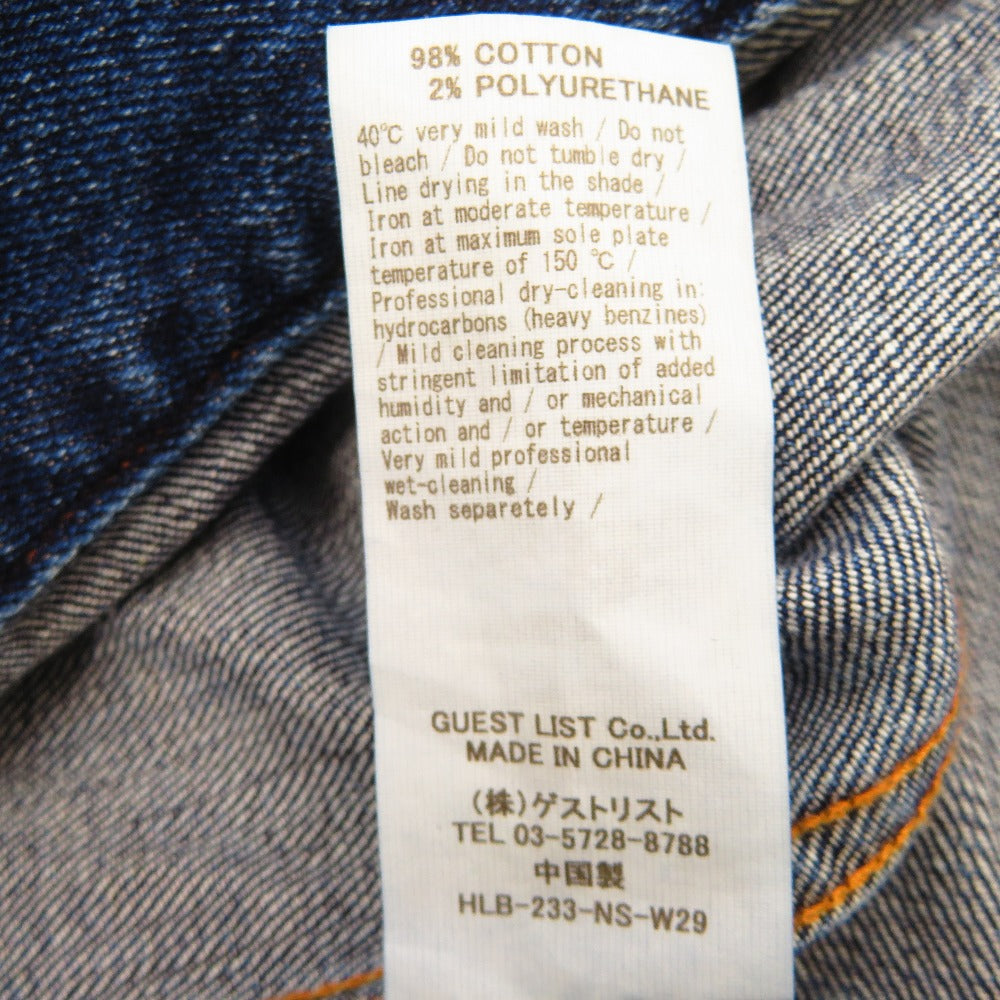 98% COTTON
2% POLYURETHANE
40℃ very mild wash / Do not
bleach / Do not tumble dry /
Line drying in the shade /
Iron at moderate temperature /
Iron at maximum sole plate
temperature of 150 ℃ /
Professional dry-cleaning in:
hydrocarbons (heavy benzines)
/ Mild cleaning process with
stringent limitation of added
humidity and / or mechanical
action and / or temperature /
Very mild professional
wet-cleaning /
Wash separetely /
GUEST LIST Co.,Ltd.
MADE IN CHINA
(株)ゲストリスト
TEL 03-5728-8788
中国製
HLB-233-NS-W29